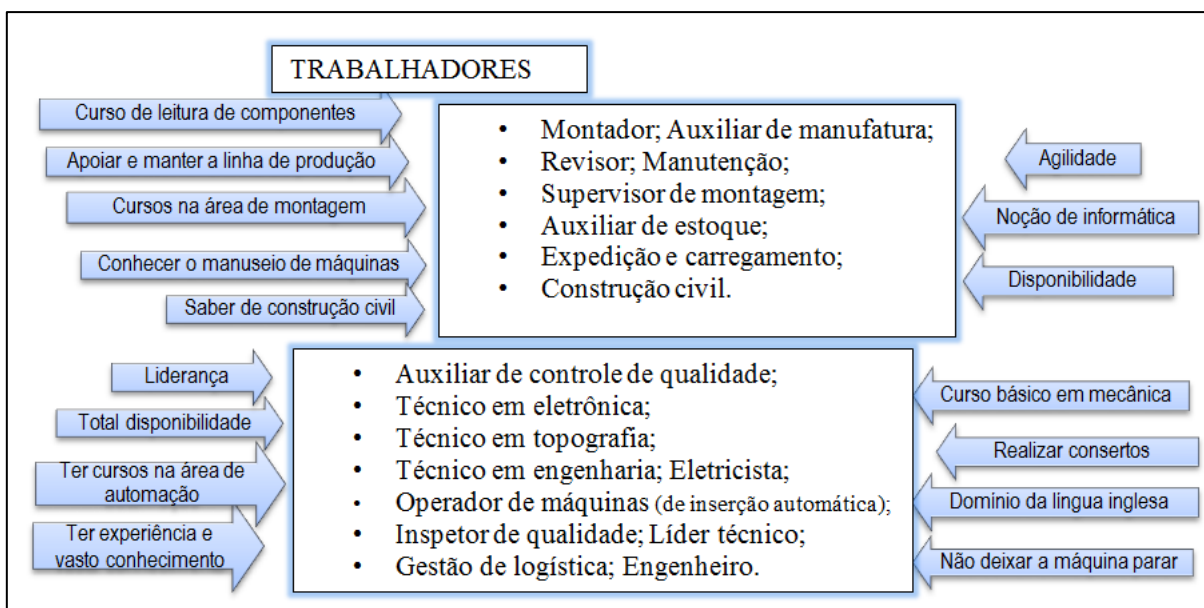 TRABALHADORES
Curso de leitura de componentes
Apoiar e manter a linha de produção
Cursos na área de montagem
Conhecer o manuseio de máquinas
Saber de construção civil
• Montador; Auxiliar de manufatura;
• Revisor; Manutenção;
• Supervisor de montagem;
• Auxiliar de estoque;
• Expedição e carregamento;
• Construção civil.
Agilidade
Noção de informática
Disponibilidade
Liderança
Total disponibilidade
Ter cursos na área de
automação
Ter experiência e
vasto conhecimento
• Auxiliar de controle de qualidade;
• Técnico em eletrônica;
• Técnico em topografia;
• Técnico em engenharia; Eletricista;
• Operador de máquinas (de inserção automática);
• Inspetor de qualidade; Líder técnico;
• Gestão de logística; Engenheiro.
Curso básico em mecânica
Realizar consertos
Domínio da língua inglesa
Não deixar a máquina parar